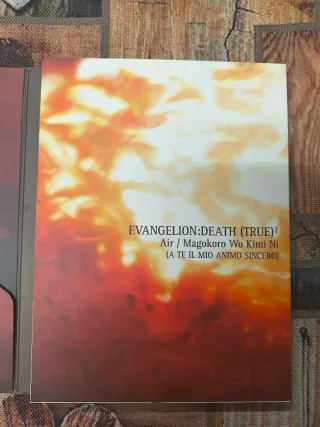 EVANGELION:DEATH (TRUE)²
Air / Magokoro Wo Kimi Ni
(A TE IL MIO ANIMO SINCERO)